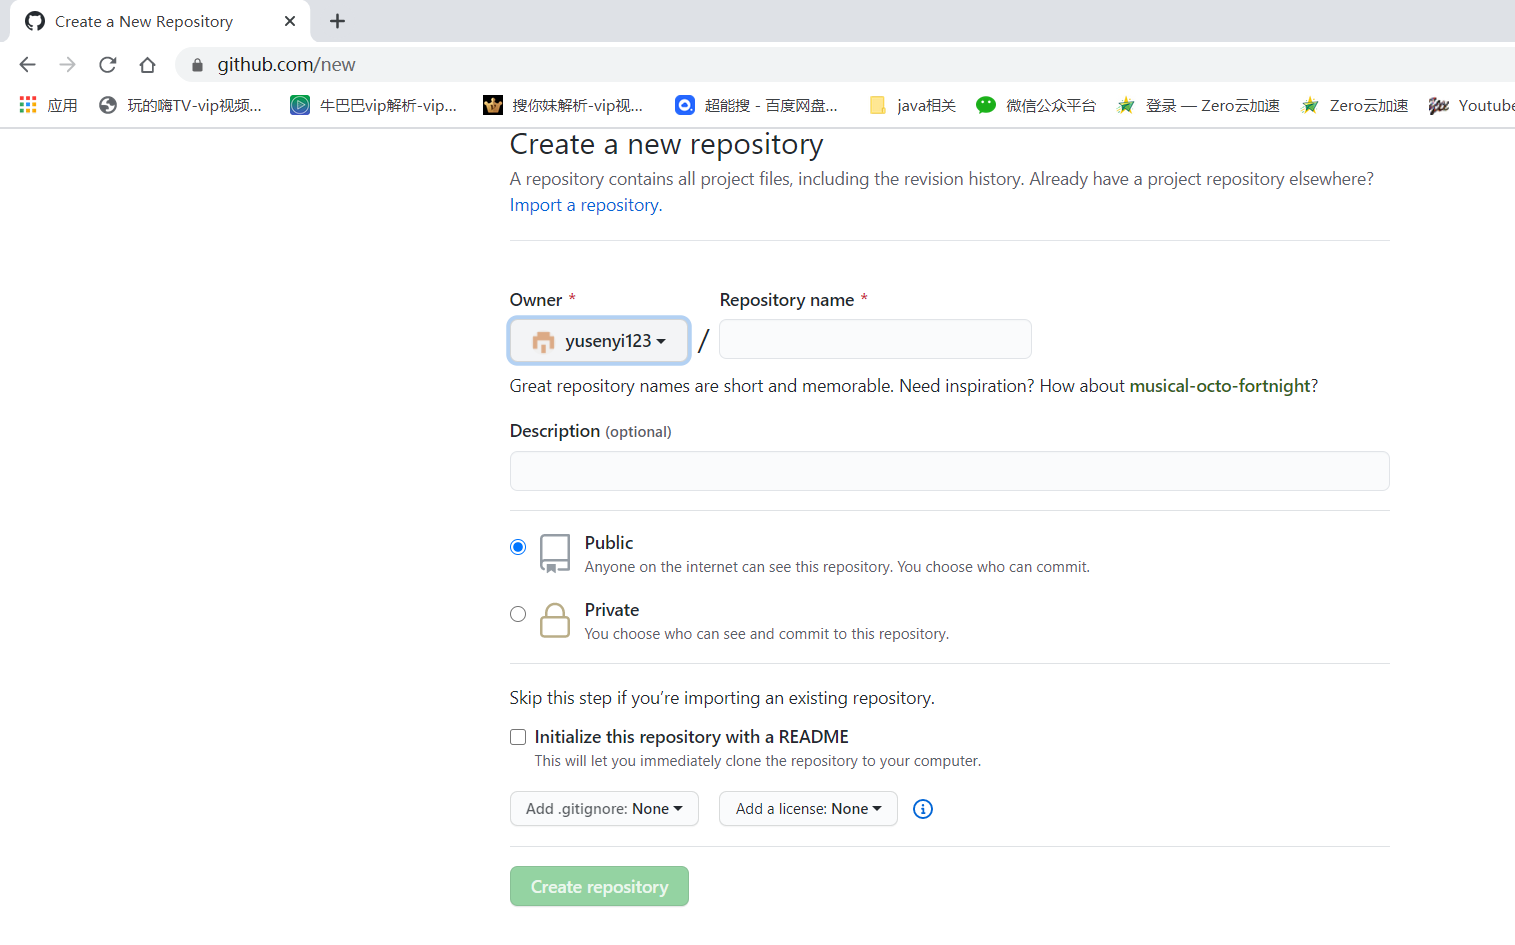 Create a New Repository
github.com/new
应用 玩的嗨TV-vip视频... 牛巴巴vip解析-vip... 搜你妹解析-vip视... 超能搜 - 百度网盘... java相关 微信公众平台 登录 — Zero云加速 Zero云加速 Youtube
Create a new repository
A repository contains all project files, including the revision history. Already have a project repository elsewhere?
Import a repository.
Owner * Repository name *
yusenyi123 /
Great repository names are short and memorable. Need inspiration? How about musical-octo-fortnight?
Description (optional)
Public
Anyone on the internet can see this repository. You choose who can commit.
Private
You choose who can see and commit to this repository.
Skip this step if you’re importing an existing repository.
Initialize this repository with a README
This will let you immediately clone the repository to your computer.
Add .gitignore: None Add a license: None
Create repository